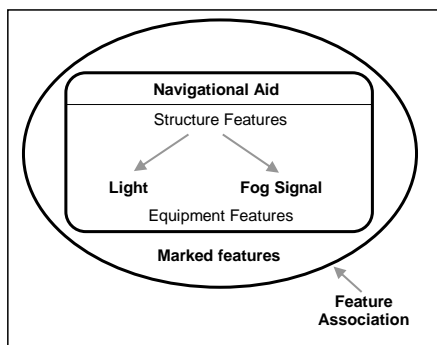 Navigational Aid
Structure Features
Light Fog Signal
Equipment Features
Marked features
Feature
Association